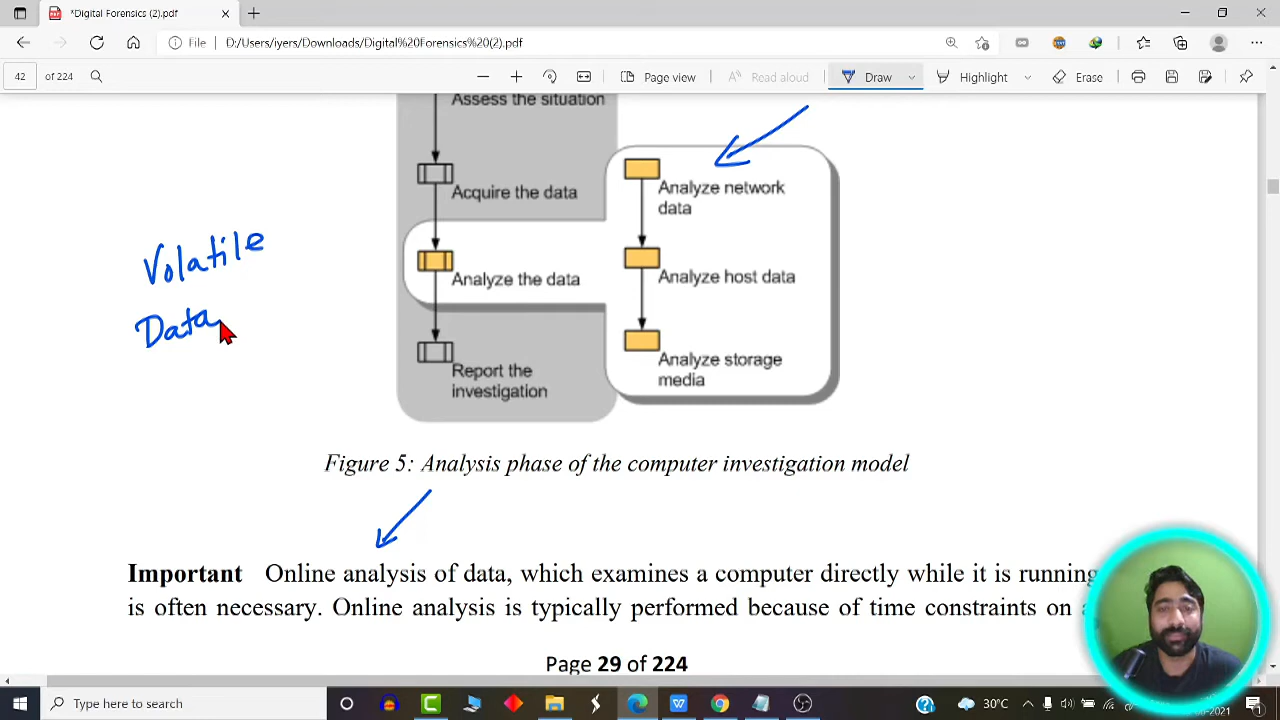 *Digital Forensics (2).pdf
File
D:/Users/iyers/Downloads/Digital%20Forensics%20(2).pdf
42 of 224
Page view
Read aloud
Draw
Highlight
Erase
Assess the situation
Acquire the data
Analyze the data
Report the
investigation
Analyze network
data
Analyze host data
Analyze storage
media
Volatile
Data
Figure 5: Analysis phase of the computer investigation model
Important Online analysis of data, which examines a computer directly while it is running
is often necessary. Online analysis is typically performed because of time constraints on
Page 29 of 224
Type here to search
30°C